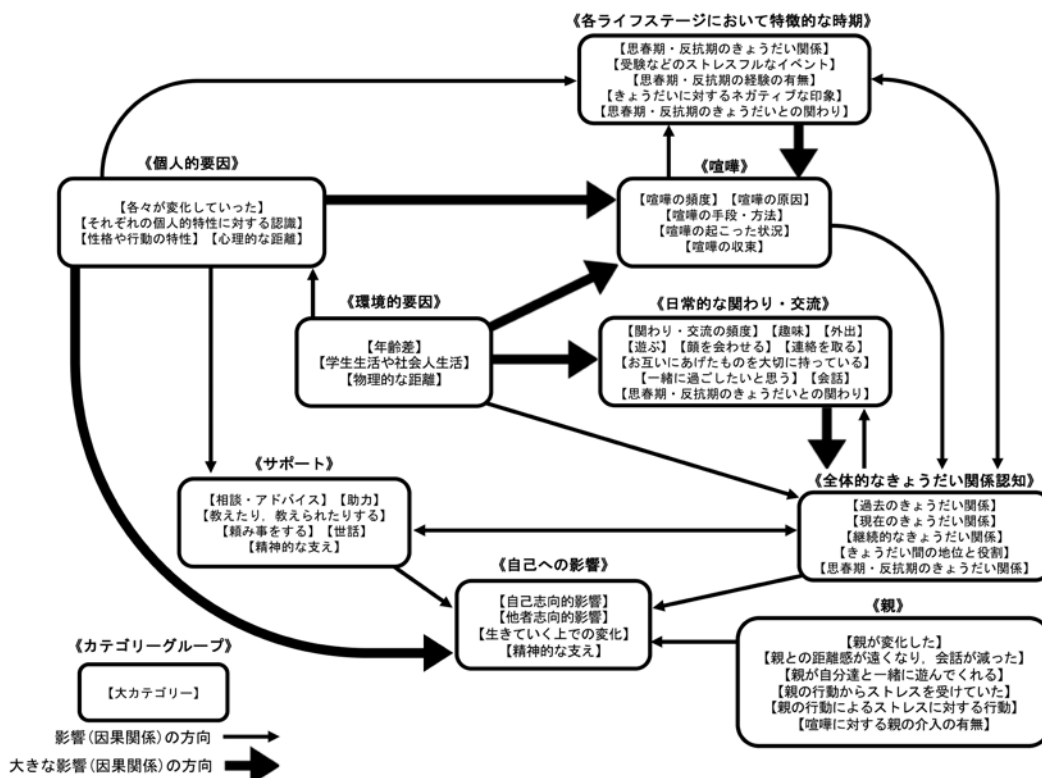 《各ライフステージにおいて特徴的な時期》
【思春期・反抗期のきょうだい関係】
【受験などのストレスフルなイベント】
【思春期・反抗期の経験の有無】
【きょうだいに対するネガティブな印象】
【思春期・反抗期のきょうだいとの関わり】
《個人的要因》
【各々が変化していった】
【それぞれの個人的特性に対する認識】
【性格や行動の特性】【心理的な距離】
《喧嘩》
【喧嘩の頻度】【喧嘩の原因】
【喧嘩の手段・方法】
【喧嘩の起こった状況】
【喧嘩の収束】
《環境的要因》
【年齢差】
【学生生活や社会人生活】
【物理的な距離】
《日常的な関わり・交流》
【関わり・交流の頻度】【趣味】【外出】
【遊ぶ】【顔を会わせる】【連絡を取る】
【お互いにあげたものを大切に持っている】
【一緒に過ごしたいと思う】【会話】
【思春期・反抗期のきょうだいとの関わり】
《サポート》
【相談・アドバイス】【助力】
【教えたり，教えられたりする】
【頼み事をする】【世話】
【精神的な支え】
《全体的なきょうだい関係認知》
【過去のきょうだい関係】
【現在のきょうだい関係】
【継続的なきょうだい関係】
【きょうだい間の地位と役割】
【思春期・反抗期のきょうだい関係】
《自己への影響》
【自己志向的影響】
【他者志向的影響】
【生きていく上での変化】
【精神的な支え】
《親》
【親が変化した】
【親との距離感が遠くなり，会話が減った】
【親が自分達と一緒に遊んでくれる】
【親の行動からストレスを受けていた】
【親の行動によるストレスに対する行動】
【喧嘩に対する親の介入の有無】
《カテゴリーグループ》
【大カテゴリー】
影響(因果関係)の方向
大きな影響(因果関係)の方向